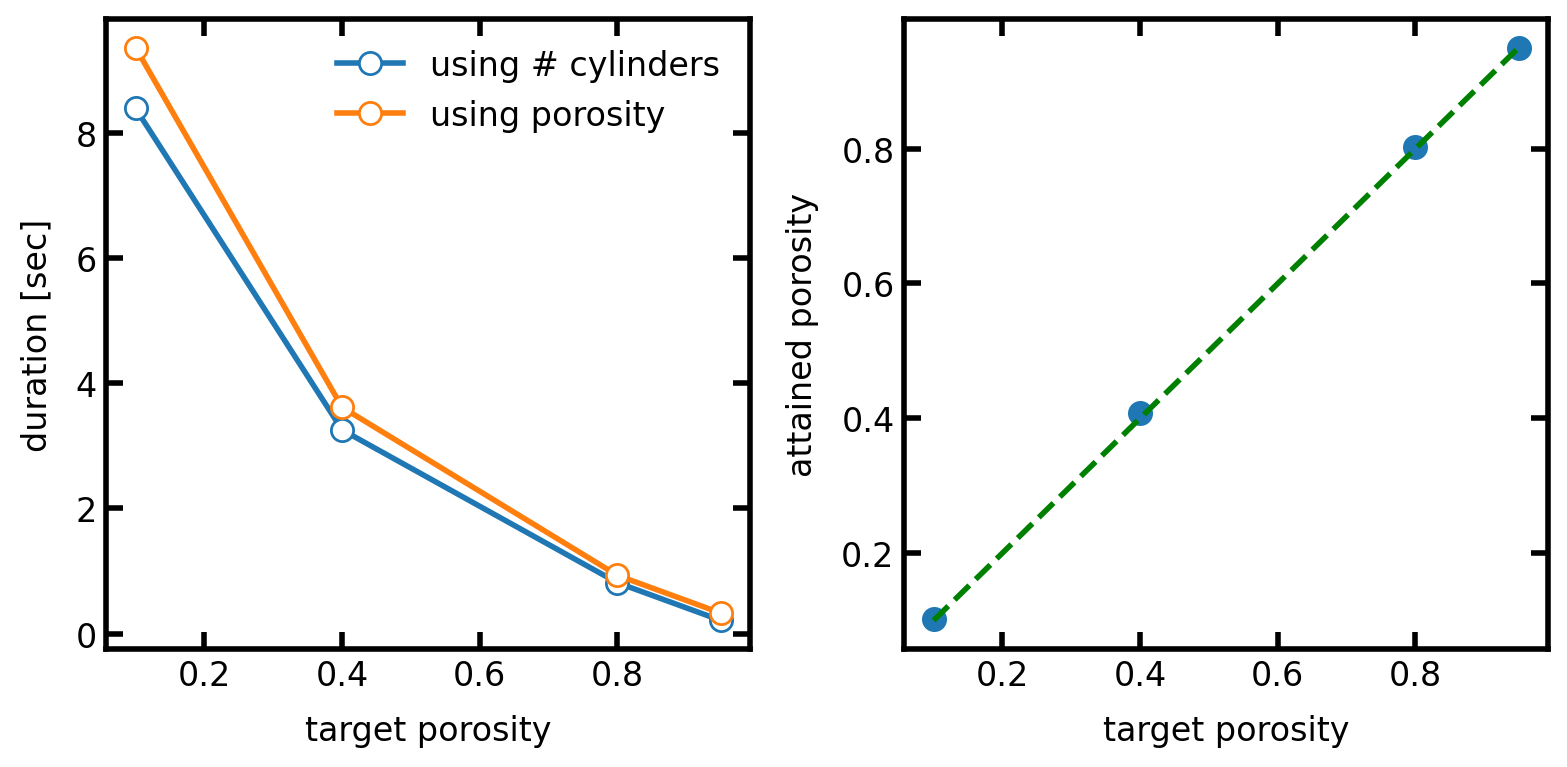 duration [sec]
8
6
4
2
0
using # cylinders
using porosity
0.2 0.4 0.6 0.8
target porosity
attained porosity
0.8
0.6
0.4
0.2
0.2 0.4 0.6 0.8
target porosity